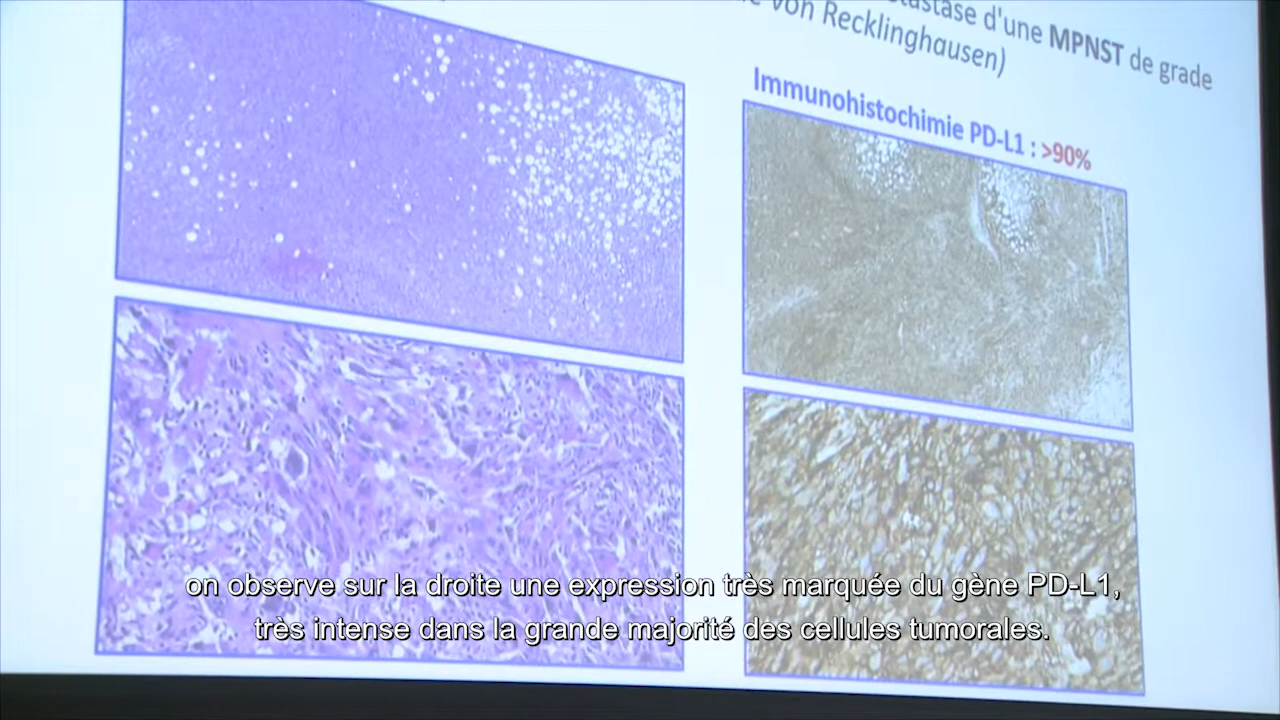 d'une MPNST de grade
von Recklinghausen)
Immunohistochimie PD-L1 : >90%
on observe sur la droite une expression très marquée du gène PD-L1,
très intense dans la grande majorité des cellules tumorales.